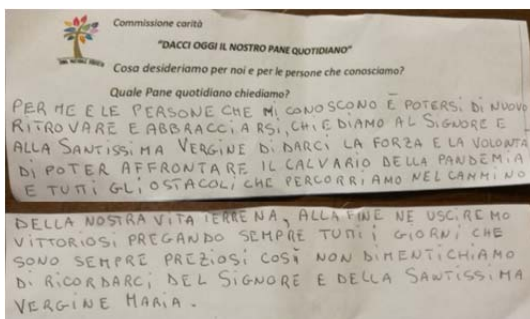 Commissione carità
"DACCI OGGI IL NOSTRO PANE QUOTIDIANO"
Cosa desideriamo per noi e per le persone che conosciamo?
Quale Pane quotidiano chiediamo?
PER ME E LE PERSONE CHE MI CONOSCONO È POTERSI DI NUOVO
RITROVARE E ABBRACCIARSI, CHIEDIAMO AL SIGNORE E
ALLA SANTISSIMA VERGINE DI DARCI LA FORZA E LA VOLONTÀ
DI POTER AFFRONTARE IL CALVARIO DELLA PANDEMIA
E TUTTI GLI OSTACOLI CHE PERCORRIAMO NEL CAMMINO
DELLA NOSTRA VITA TERRENA, ALLA FINE NE USCIREMO
VITTORIOSI PREGANDO SEMPRE TUTTI I GIORNI CHE
SONO SEMPRE PREZIOSI COSÌ NON DIMENTICHIAMO
DI RICORDARCI DEL SIGNORE E DELLA SANTISSIMA
VERGINE MARIA.